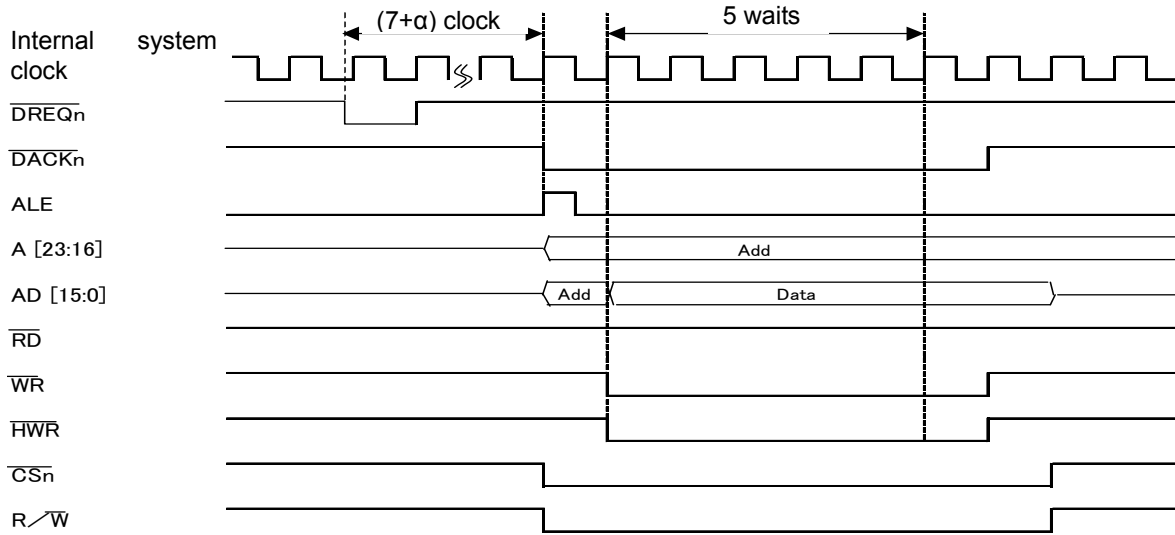 (7+α) clock
5 waits
Internal system
clock
DREQn
DACKn
ALE
A [23:16]
Add
AD [15:0]
Add
Data
RD
WR
HWR
CSn
R／W